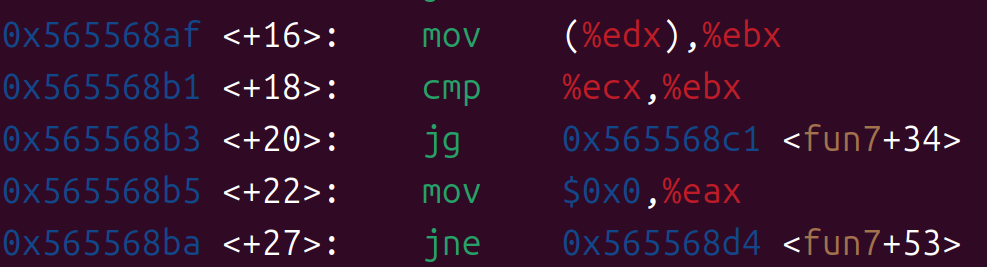 0x565568af <+16>:    mov    (%edx),%ebx
0x565568b1 <+18>:    cmp    %ecx,%ebx
0x565568b3 <+20>:    jg     0x565568c1 <fun7+34>
0x565568b5 <+22>:    mov    $0x0,%eax
0x565568ba <+27>:    jne    0x565568d4 <fun7+53>